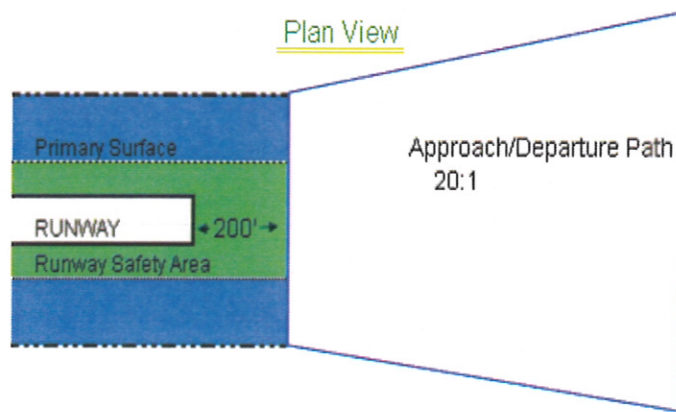 Plan View
Primary Surface
Approach/Departure Path
20:1
RUNWAY
200'
Runway Safety Area